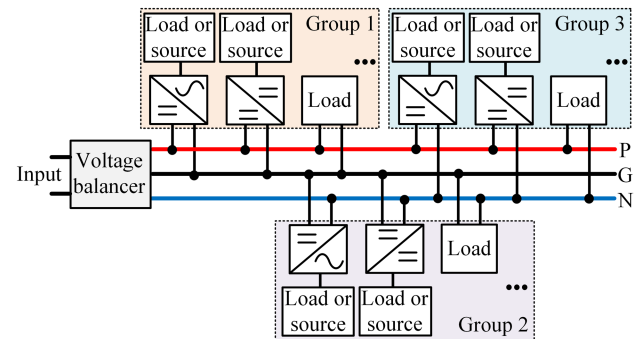 Load or
source
Load or
source
Group 1
Load
Load or
source
Load or
source
Group 3
Load
Input
Voltage
balancer
P
G
N
Load
Load or
source
Load or
source
Group 2